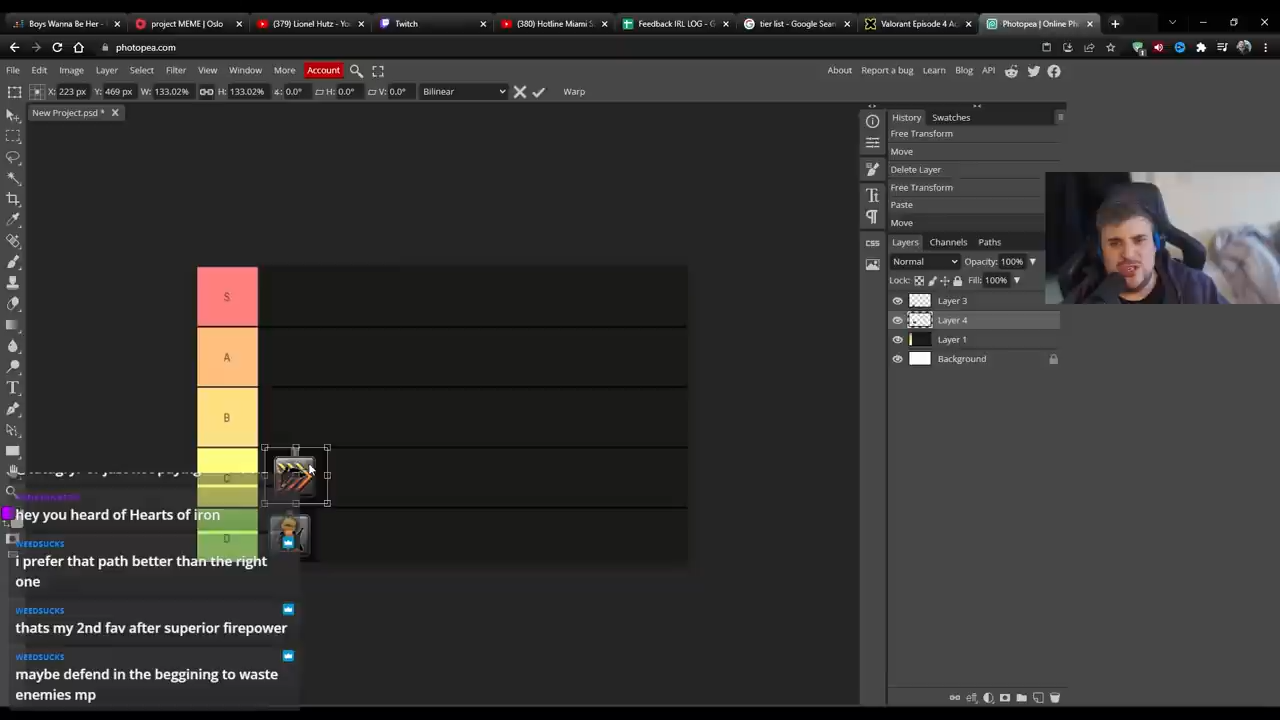 Boys Wanna Be Her -
project MEME | Oslo
(379) Lionel Hutz - Yo
Twitch
(380) Hotline Miami S
Feedback IRL LOG - G
tier list - Google Sear
Valorant Episode 4 Ac
Photopea | Online Ph
photopea.com
File Edit Image Layer Select Filter View Window More Account
About Report a bug Learn Blog API
X: 223 px Y: 469 px W: 133.02% H: 133.02% 0.0° H: 0.0° V: 0.0° Bilinear Warp
New Project.psd *
History Swatches
Free Transform
Move
Delete Layer
Free Transform
Paste
Move
Layers Channels Paths
Normal Opacity: 100%
Lock: Fill: 100%
Layer 3
Layer 4
Layer 1
Background
CSS
S
A
B
C
D
hey you heard of Hearts of iron
WEEDSUCKS
i prefer that path better than the right
one
WEEDSUCKS
thats my 2nd fav after superior firepower
WEEDSUCKS
maybe defend in the beggining to waste
enemies mp